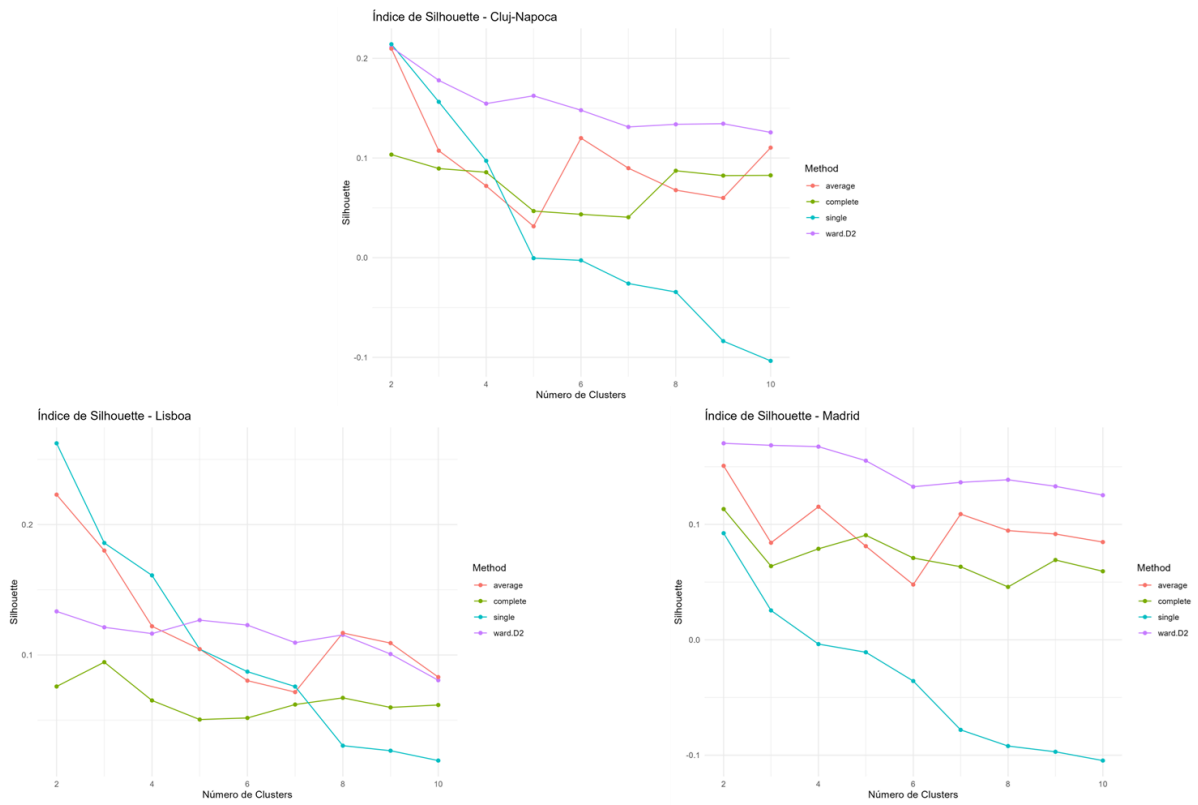 Índice de Silhouette - Cluj-Napoca
0.2
0.1
0.0
-0.1
Silhouette
2 4 6 8 10
Número de Clusters
Method
average
complete
single
ward.D2
Índice de Silhouette - Lisboa
0.2
0.1
Silhouette
2 4 6 8 10
Número de Clusters
Method
average
complete
single
ward.D2
Índice de Silhouette - Madrid
0.1
0.0
-0.1
Silhouette
2 4 6 8 10
Número de Clusters
Method
average
complete
single
ward.D2